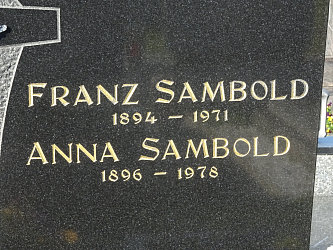 FRANZ SAMBOLD
1894 – 1971
ANNA SAMBOLD
1896 – 1978